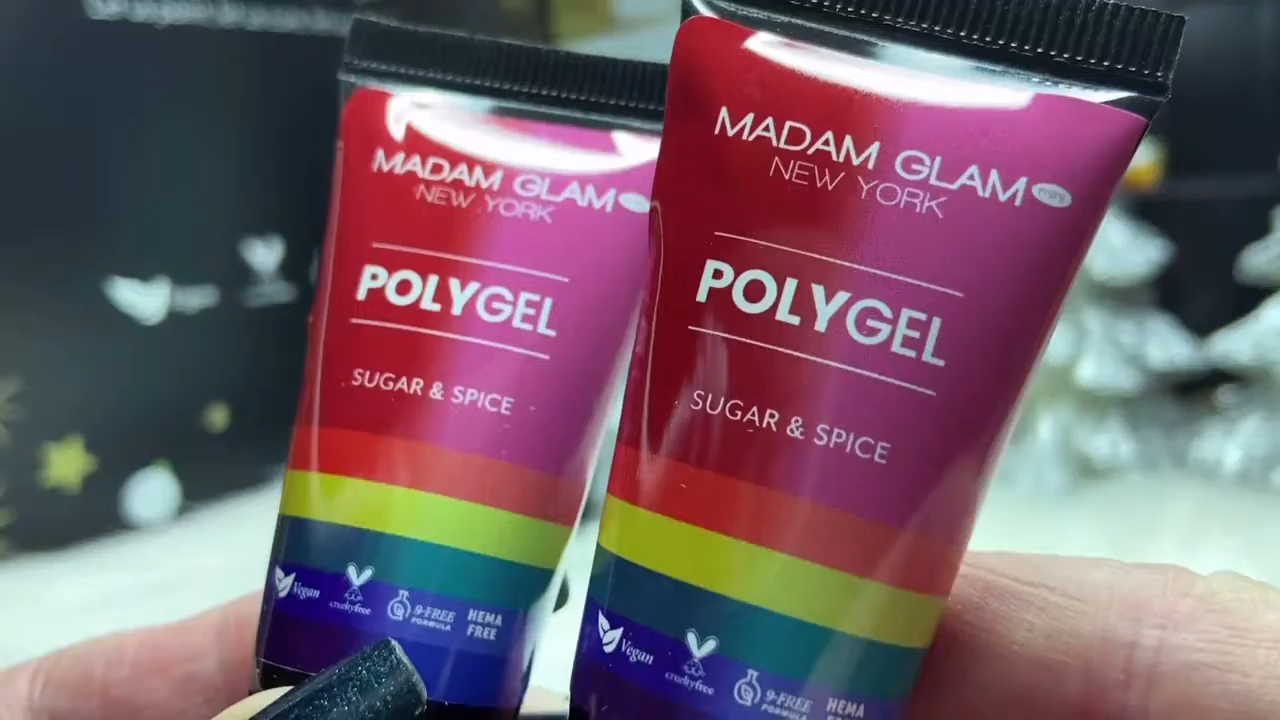 MADAM GLAM mini
NEW YORK
POLYGEL
SUGAR & SPICE
Vegan
crueltyfree
9-FREE
FORMULA
HEMA
FREE
MADAM GLAM mini
NEW YORK
POLYGEL
SUGAR & SPICE
Vegan
crueltyfree
9-FREE
FORMULA
HEMA
FREE